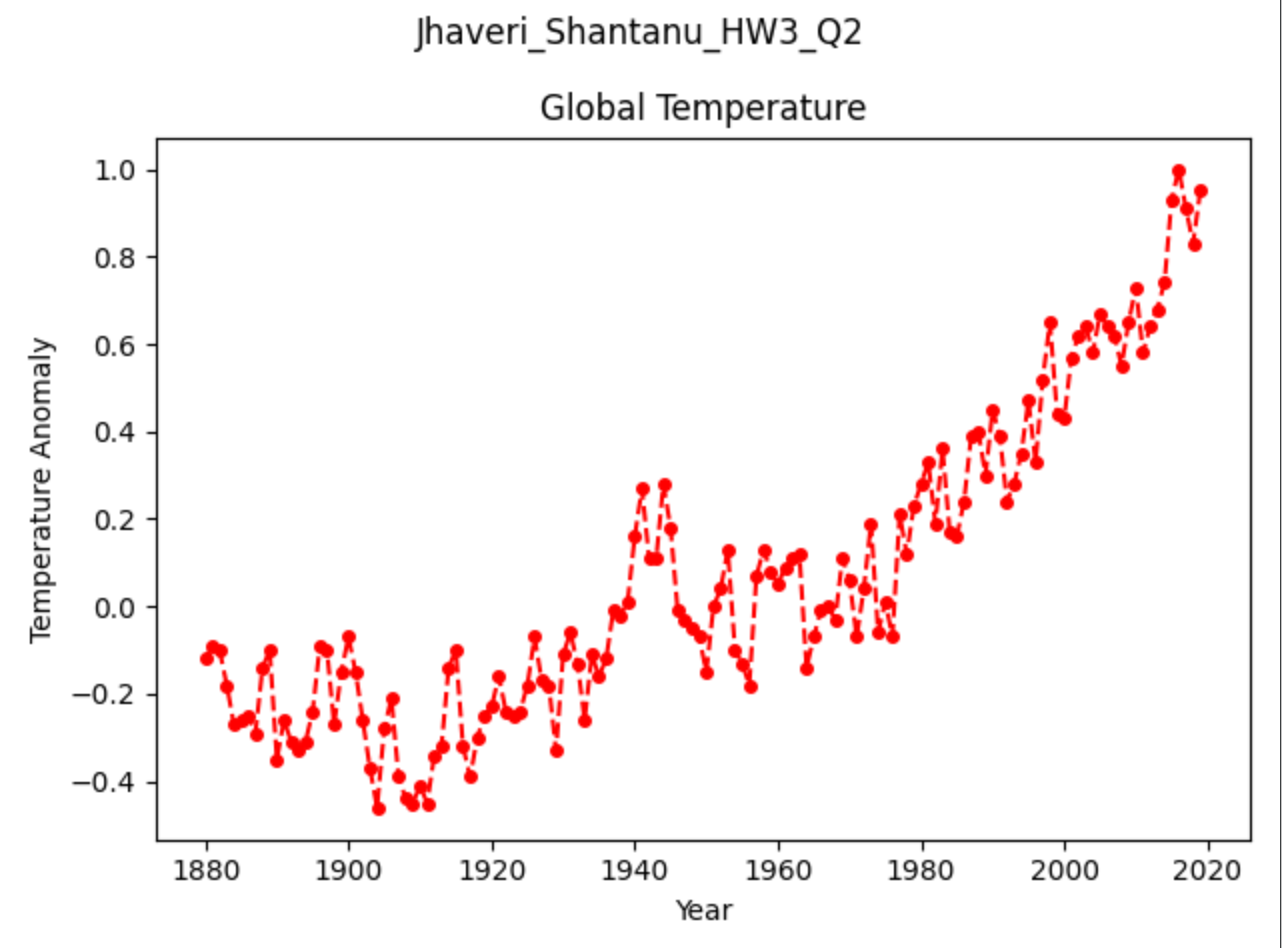 Jhaveri_Shantanu_HW3_Q2
Global Temperature
1.0
0.8
0.6
0.4
0.2
0.0
−0.2
−0.4
Temperature Anomaly
1880 1900 1920 1940 1960 1980 2000 2020
Year